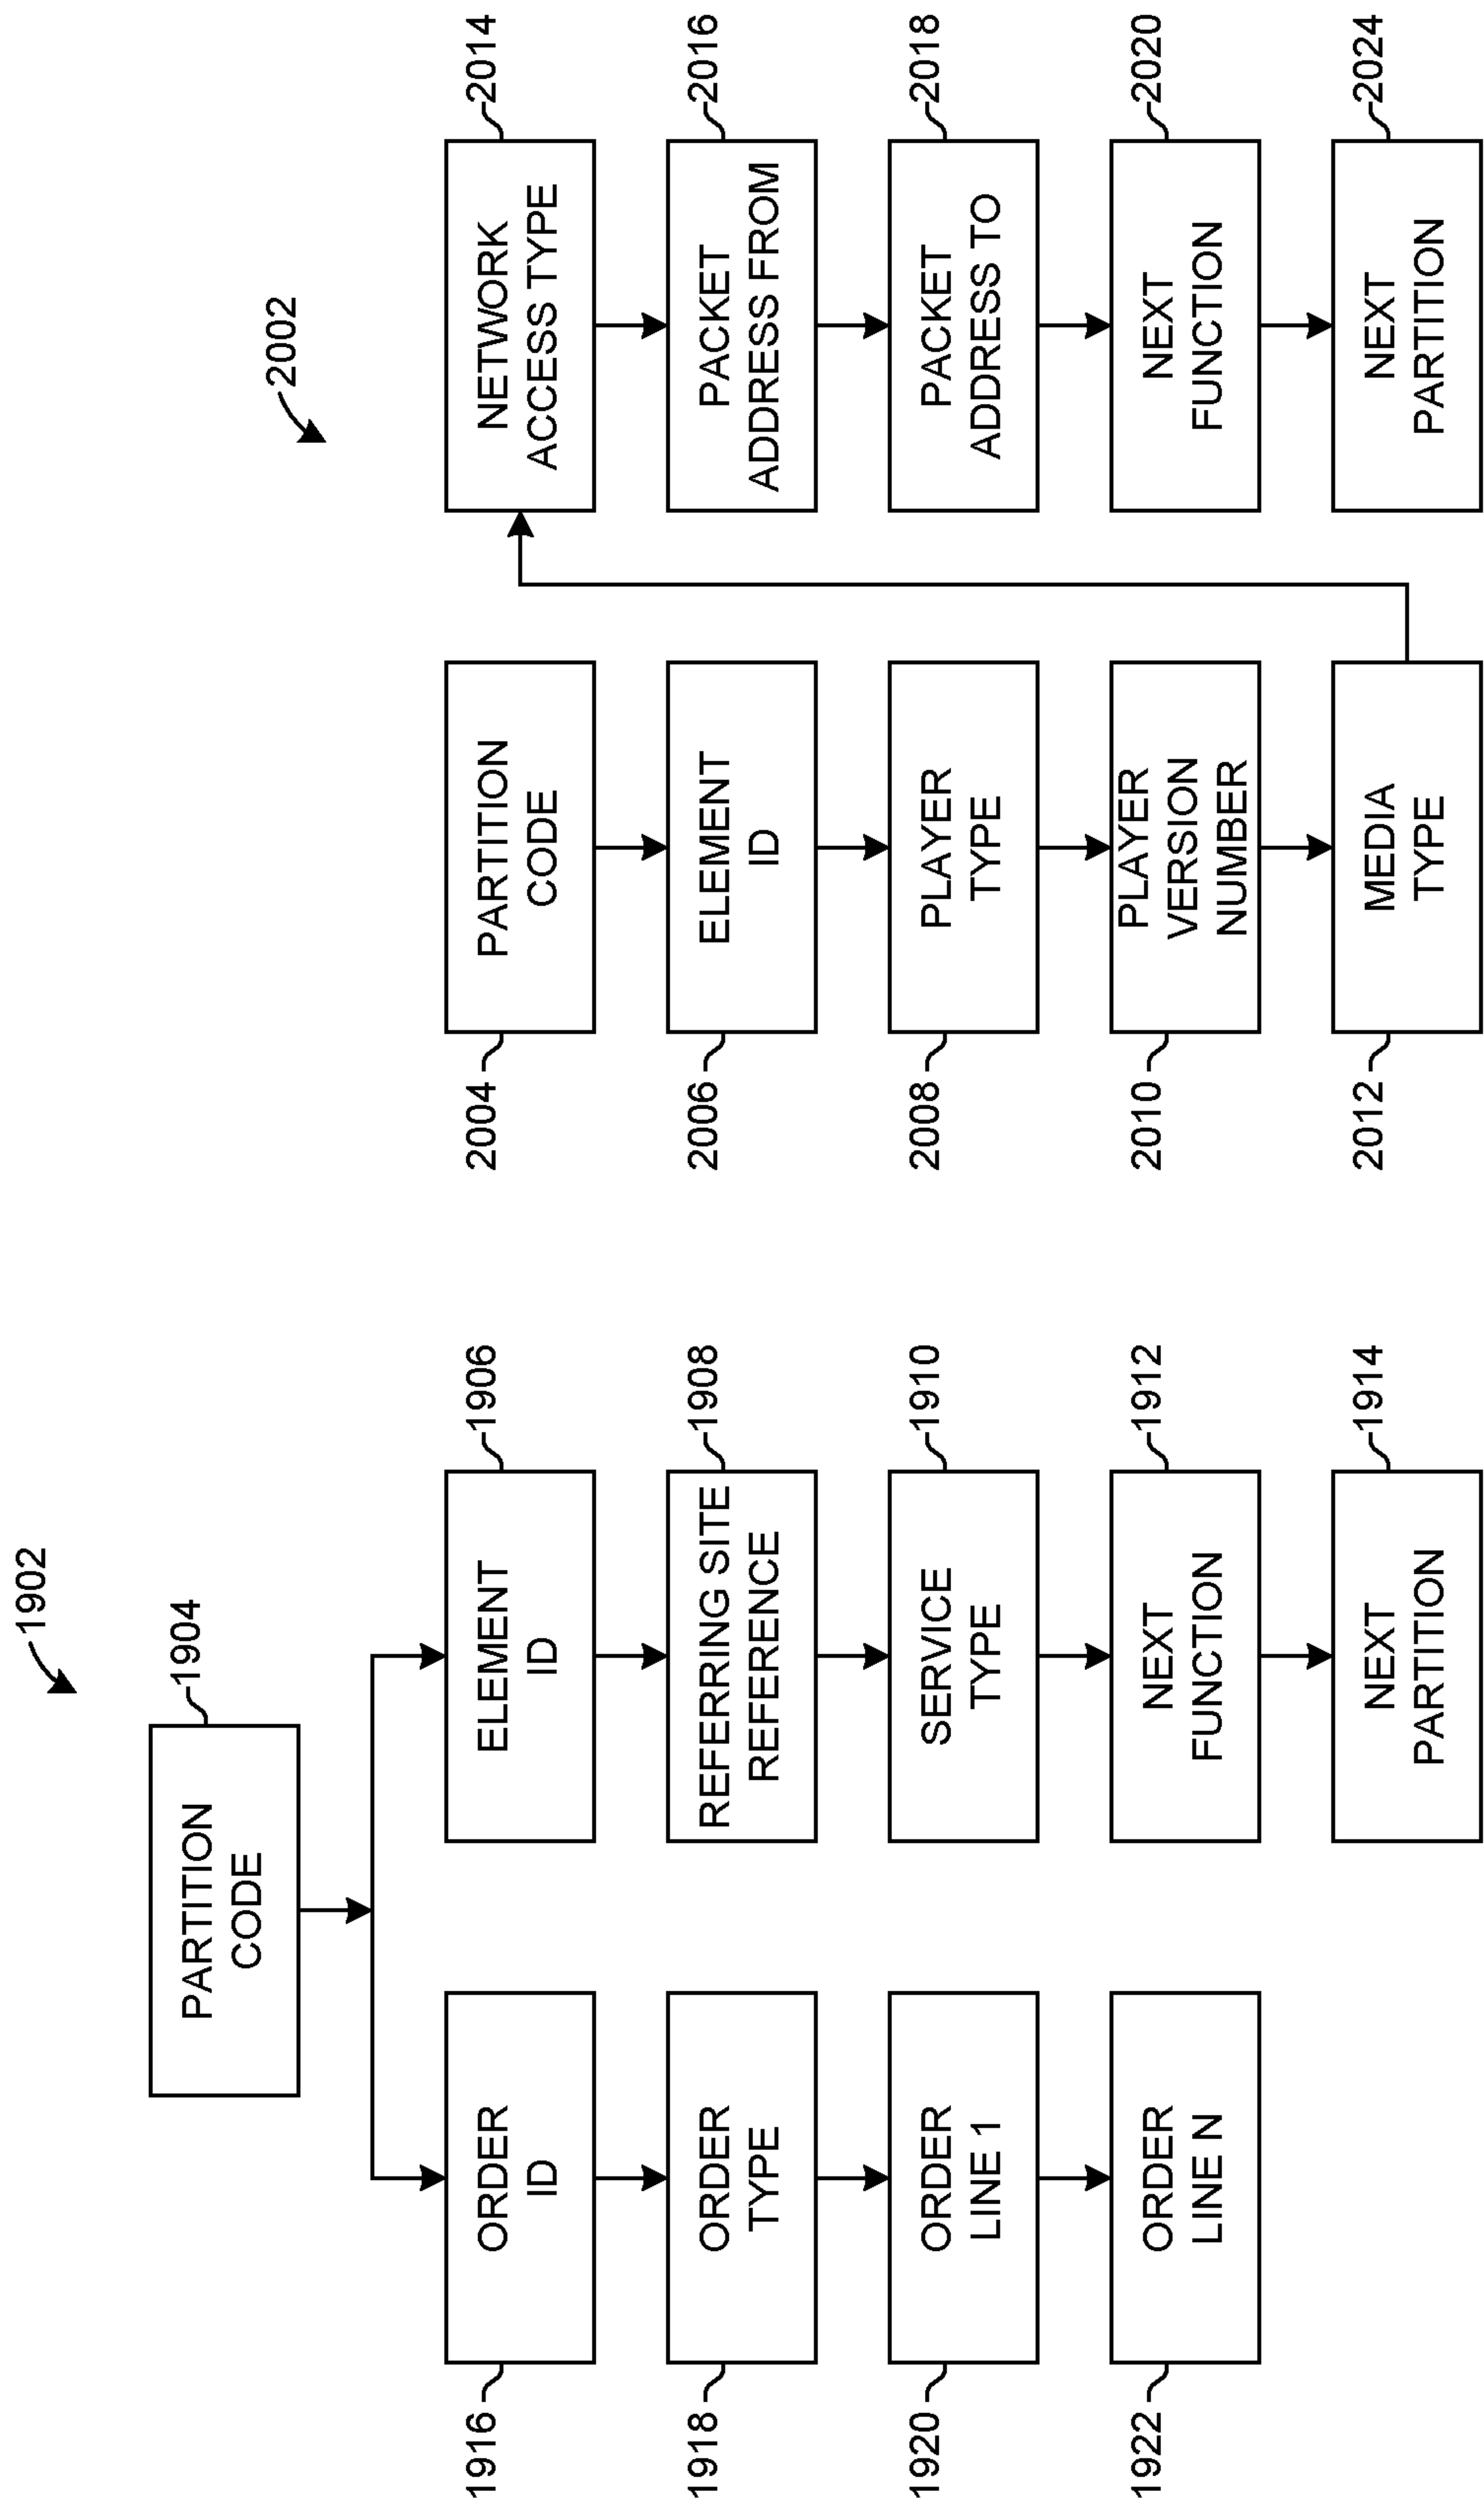 1902
PARTITION
CODE
1904
1916
ORDER
ID
1918
ORDER
TYPE
1920
ORDER
LINE 1
1922
ORDER
LINE N
ELEMENT
ID
1906
REFERRING SITE
REFERENCE
1908
SERVICE
TYPE
1910
NEXT
FUNCTION
1912
NEXT
PARTITION
1914
2002
2004
PARTITION
CODE
2006
ELEMENT
ID
2008
PLAYER
TYPE
2010
PLAYER
VERSION
NUMBER
2012
MEDIA
TYPE
NETWORK
ACCESS TYPE
2014
PACKET
ADDRESS FROM
2016
PACKET
ADDRESS TO
2018
NEXT
FUNCTION
2020
NEXT
PARTITION
2024